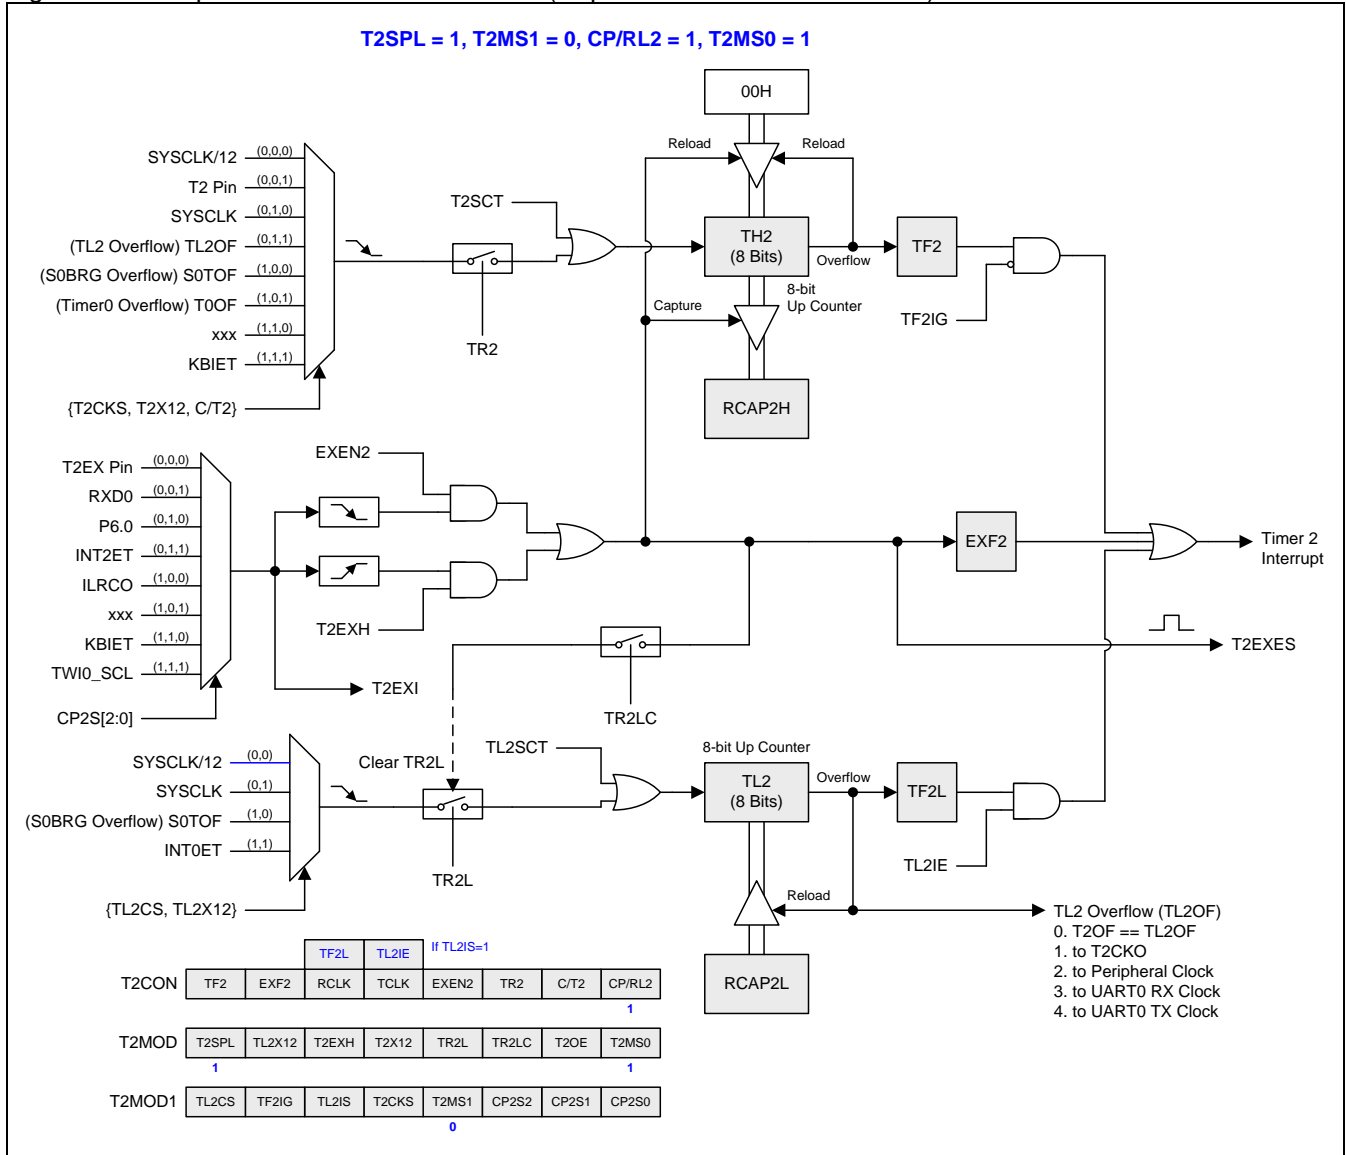 T2SPL = 1, T2MS1 = 0, CP/RL2 = 1, T2MS0 = 1
00H
Reload
Reload
SYSCLK/12 (0,0,0)
T2 Pin (0,0,1)
SYSCLK (0,1,0)
(TL2 Overflow) TL2OF (0,1,1)
(S0BRG Overflow) S0TOF (1,0,0)
(Timer0 Overflow) T0OF (1,0,1)
xxx (1,1,0)
KBIET (1,1,1)
{T2CKS, T2X12, C/T2}
T2SCT
TR2
TH2
(8 Bits)
Overflow
TF2
8-bit
Up Counter
Capture
TF2IG
RCAP2H
EXEN2
T2EX Pin (0,0,0)
RXD0 (0,0,1)
P6.0 (0,1,0)
INT2ET (0,1,1)
ILRCO (1,0,0)
xxx (1,0,1)
KBIET (1,1,0)
TWI0_SCL (1,1,1)
CP2S[2:0]
T2EXH
T2EXI
EXF2
Timer 2
Interrupt
T2EXES
TR2LC
SYSCLK/12 (0,0)
SYSCLK (0,1)
(S0BRG Overflow) S0TOF (1,0)
INT0ET (1,1)
{TL2CS, TL2X12}
Clear TR2L
TR2L
TL2SCT
8-bit Up Counter
TL2
(8 Bits)
Overflow
TF2L
TL2IE
Reload
RCAP2L
TL2 Overflow (TL2OF)
0. T2OF == TL2OF
1. to T2CKO
2. to Peripheral Clock
3. to UART0 RX Clock
4. to UART0 TX Clock
TF2L TL2IE If TL2IS=1
T2CON TF2 EXF2 RCLK TCLK EXEN2 TR2 C/T2 CP/RL2
1
T2MOD T2SPL TL2X12 T2EXH T2X12 TR2L TR2LC T2OE T2MS0
1 1
T2MOD1 TL2CS TF2IG TL2IS T2CKS T2MS1 CP2S2 CP2S1 CP2S0
0